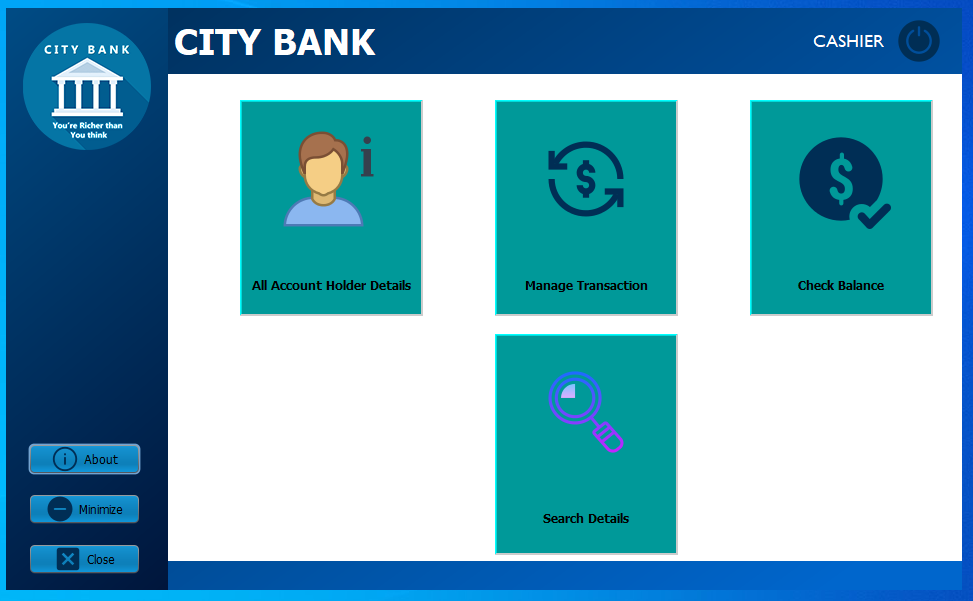 CITY BANK
You're Richer than
You think
CITY BANK
CASHIER
All Account Holder Details
Manage Transaction
Check Balance
Search Details
About
Minimize
Close